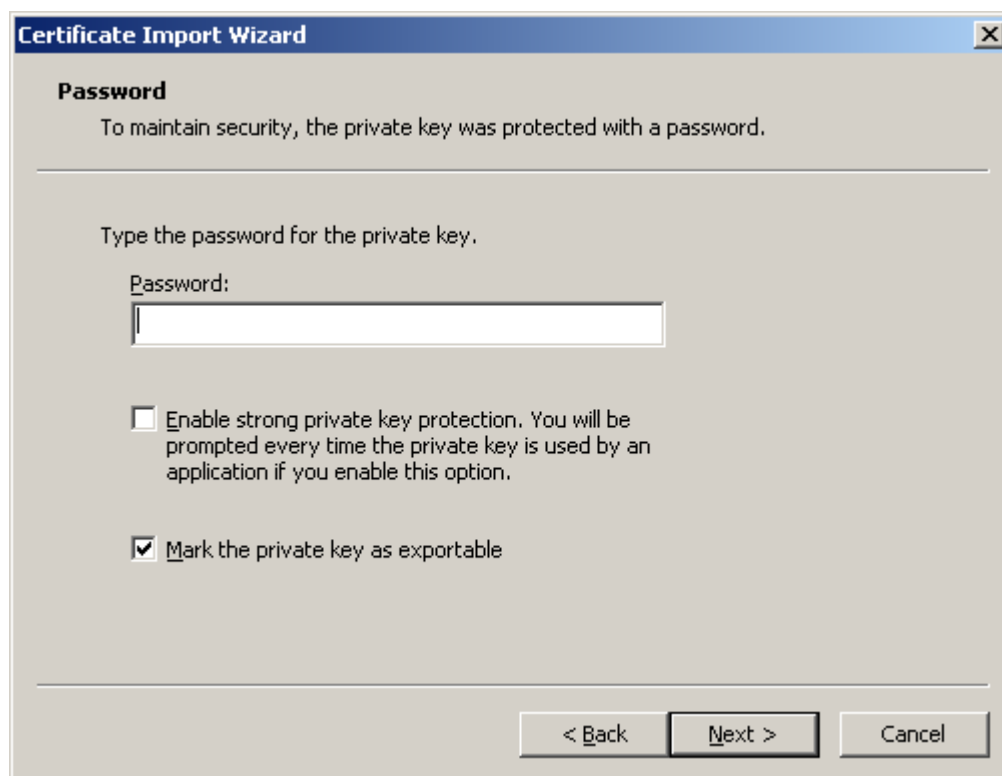 Certificate Import Wizard
Password
To maintain security, the private key was protected with a password.
Type the password for the private key.
Password:
Enable strong private key protection. You will be
prompted every time the private key is used by an
application if you enable this option.
Mark the private key as exportable
< Back Next > Cancel